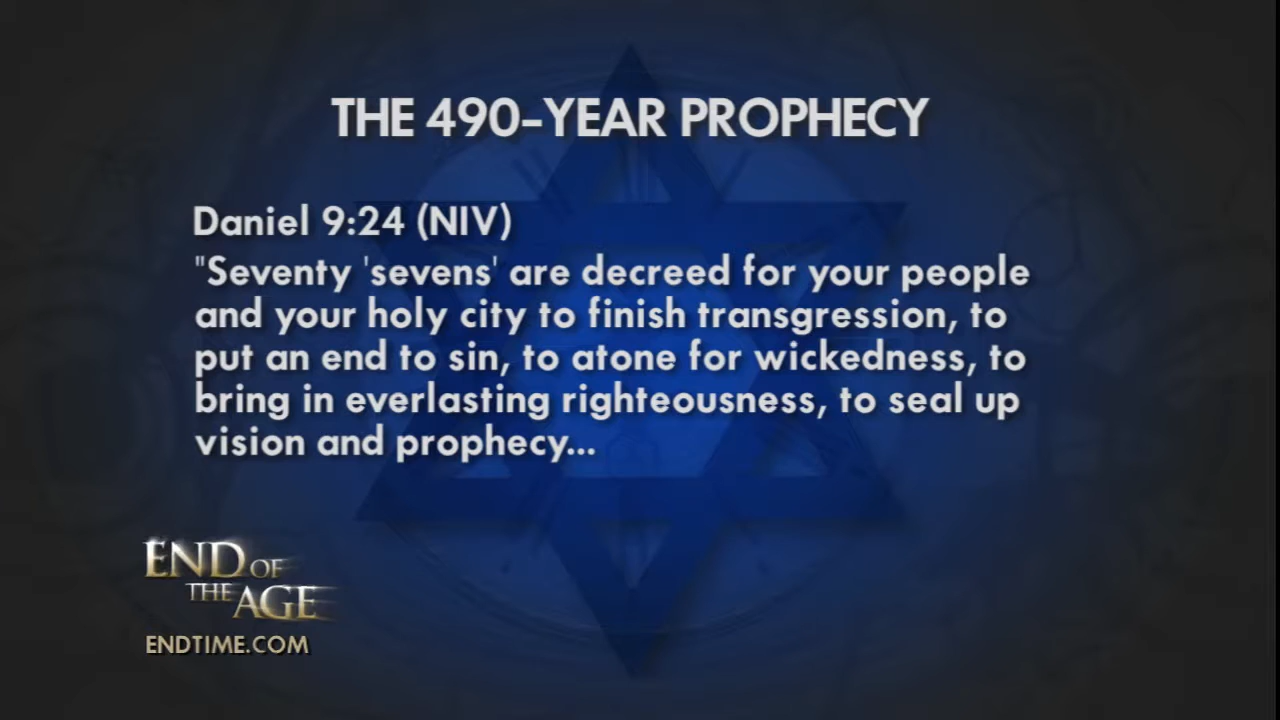 THE 490-YEAR PROPHECY
Daniel 9:24 (NIV)
"Seventy 'sevens' are decreed for your people
and your holy city to finish transgression, to
put an end to sin, to atone for wickedness, to
bring in everlasting righteousness, to seal up
vision and prophecy...
END OF
THE AGE
ENDTIME.COM